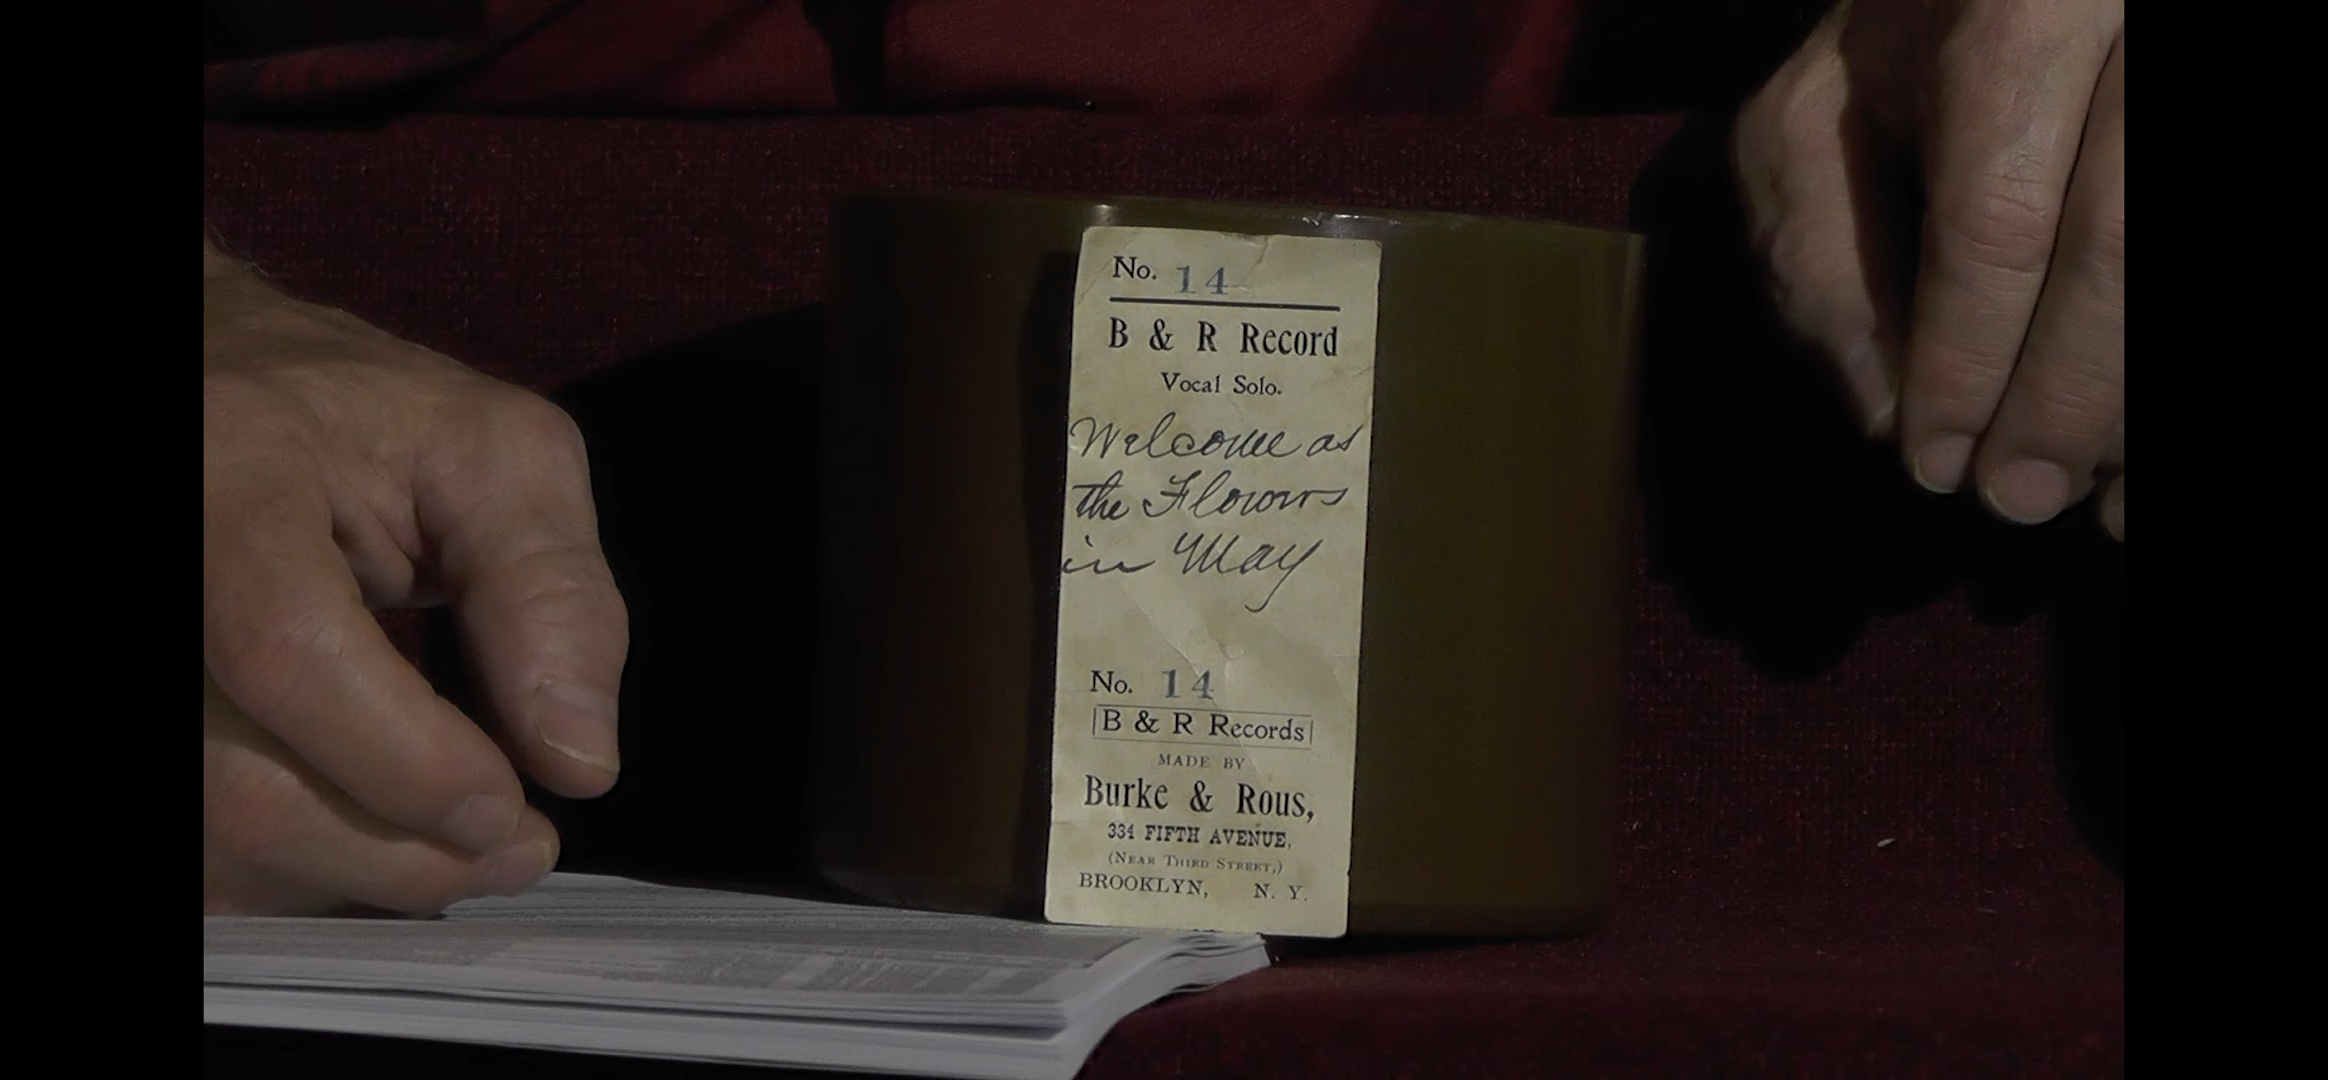 No. 14
B & R Record
Vocal Solo.
Welcome as
the Flowers
in May
No. 14
B & R Records
MADE BY
Burke & Rous,
334 FIFTH AVENUE,
(NEAR THIRD STREET,)
BROOKLYN, N. Y.